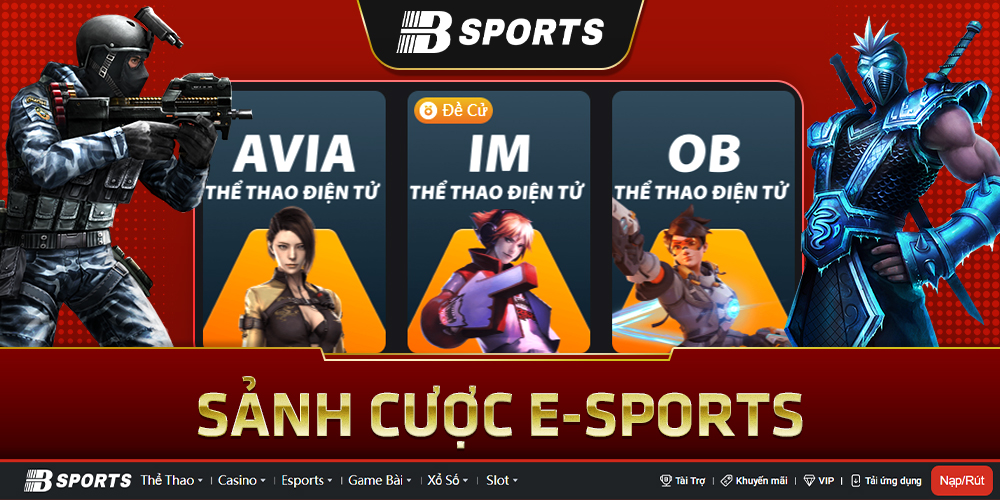 B SPORTS
Đề Cử
AVIA
THỂ THAO ĐIỆN TỬ
IM
THỂ THAO ĐIỆN TỬ
OB
THỂ THAO ĐIỆN TỬ
SẢNH CƯỢC E-SPORTS
B SPORTS Thể Thao Casino Esports Game Bài Xổ Số Slot Tài Trợ Khuyến mãi VIP Tải ứng dụng Nạp/Rút